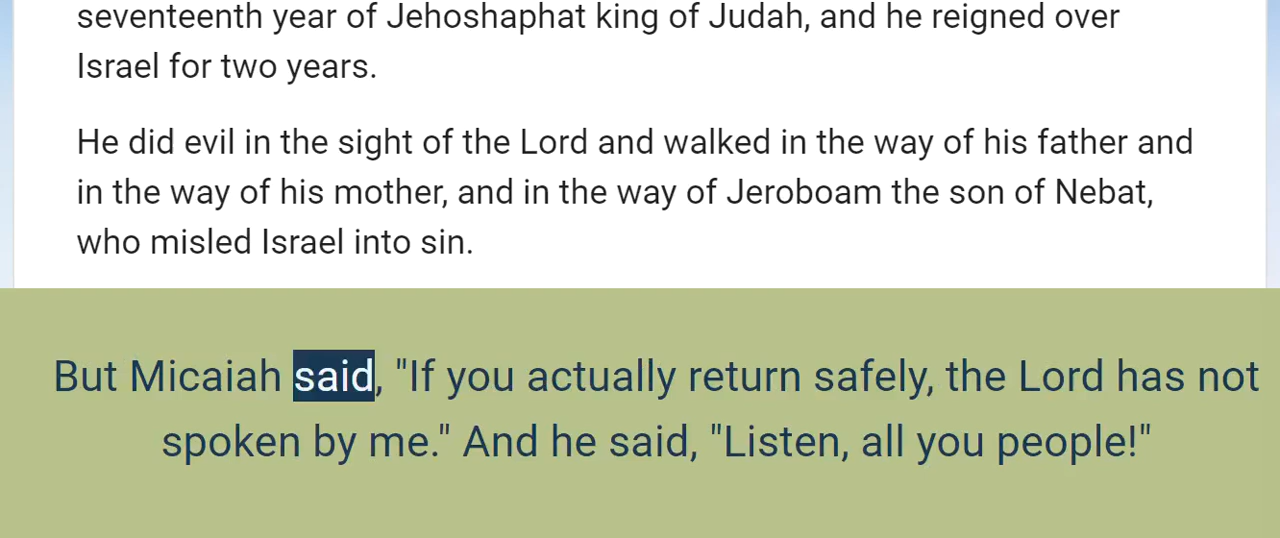 seventeenth year of Jehoshaphat king of Judah, and he reigned over
Israel for two years.
He did evil in the sight of the Lord and walked in the way of his father and
in the way of his mother, and in the way of Jeroboam the son of Nebat,
who misled Israel into sin.
But Micaiah said, "If you actually return safely, the Lord has not
spoken by me." And he said, "Listen, all you people!"